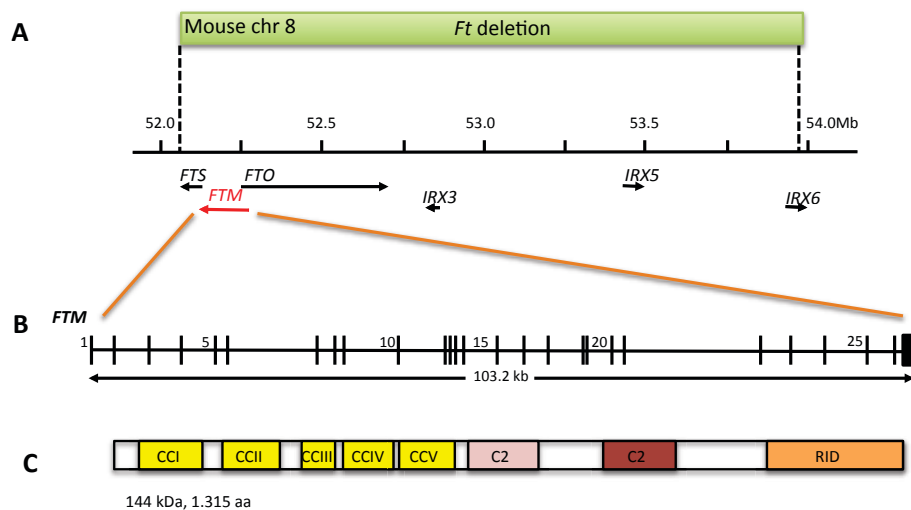 A
Mouse chr 8
Ft deletion
52.0 52.5 53.0 53.5 54.0Mb
FTS FTO IRX3 IRX5 IRX6
FTM
B
FTM
1 5 10 15 20 25
103.2 kb
C
CCI CCII CCIII CCIV CCV C2 C2 RID
144 kDa, 1.315 aa